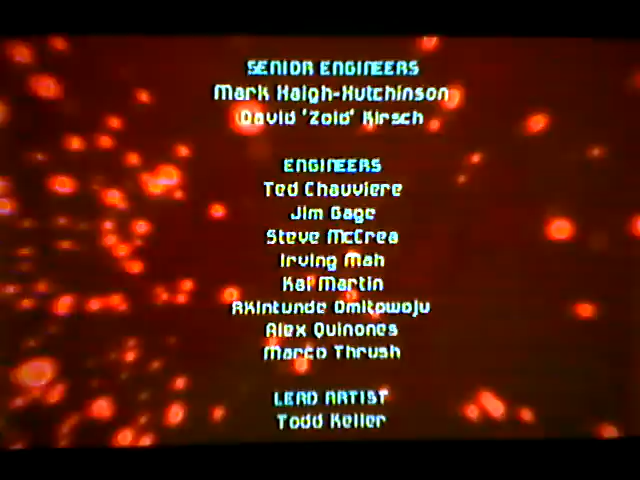 SENIOR ENGINEERS
Mark Haigh-Hutchinson
David 'Zoid' Kirsch
ENGINEERS
Ted Chauviere
Jim Gage
Steve McCrea
Irving Mah
Kai Martin
Akintunde Omitowoju
Alex Quinones
Marco Thrush
LEAD ARTIST
Todd Keller